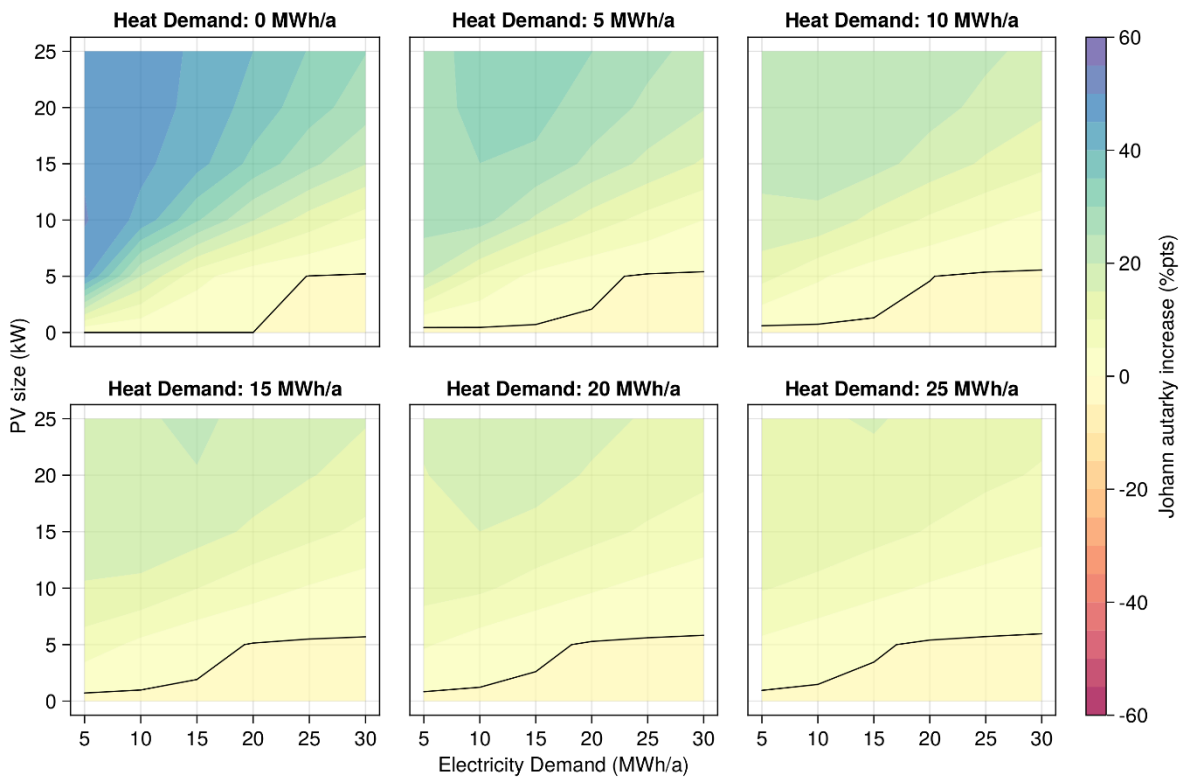 Heat Demand: 0 MWh/a
Heat Demand: 5 MWh/a
Heat Demand: 10 MWh/a
25
20
15
10
5
0
Heat Demand: 15 MWh/a
Heat Demand: 20 MWh/a
Heat Demand: 25 MWh/a
25
20
15
10
5
0
PV size (kW)
5 10 15 20 25 30
5 10 15 20 25 30
5 10 15 20 25 30
Electricity Demand (MWh/a)
60
40
20
0
-20
-40
-60
Johann autarky increase (%pts)